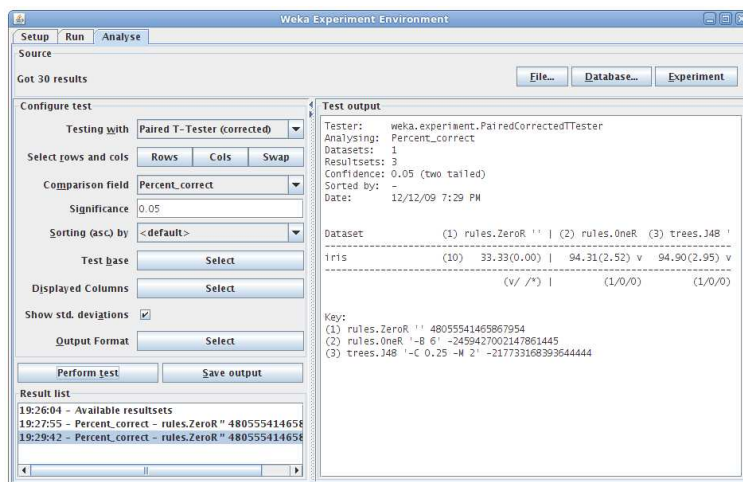 Weka Experiment Environment
Setup Run Analyse
Source
Got 30 results
File... Database... Experiment
Configure test
Testing with Paired T-Tester (corrected)
Select rows and cols Rows Cols Swap
Comparison field Percent_correct
Significance 0.05
Sorting (asc.) by <default>
Test base Select
Displayed Columns Select
Show std. deviations
Output Format Select
Perform test Save output
Result list
19:26:04 - Available resultsets
19:27:55 - Percent_correct - rules.ZeroR '' 480555414658
19:29:42 - Percent_correct - rules.ZeroR '' 480555414658
Test output
Tester: weka.experiment.PairedCorrectedTTester
Analysing: Percent_correct
Datasets: 1
Resultsets: 3
Confidence: 0.05 (two tailed)
Sorted by: -
Date: 12/12/09 7:29 PM
Dataset (1) rules.ZeroR '' | (2) rules.OneR (3) trees.J48 '
iris (10) 33.33(0.00) | 94.31(2.52) v 94.90(2.95) v
(v/ /*) | (1/0/0) (1/0/0)
Key:
(1) rules.ZeroR '' 48055541465867954
(2) rules.OneR '-B 6' -2459427002147861445
(3) trees.J48 '-C 0.25 -M 2' -217733168393644444